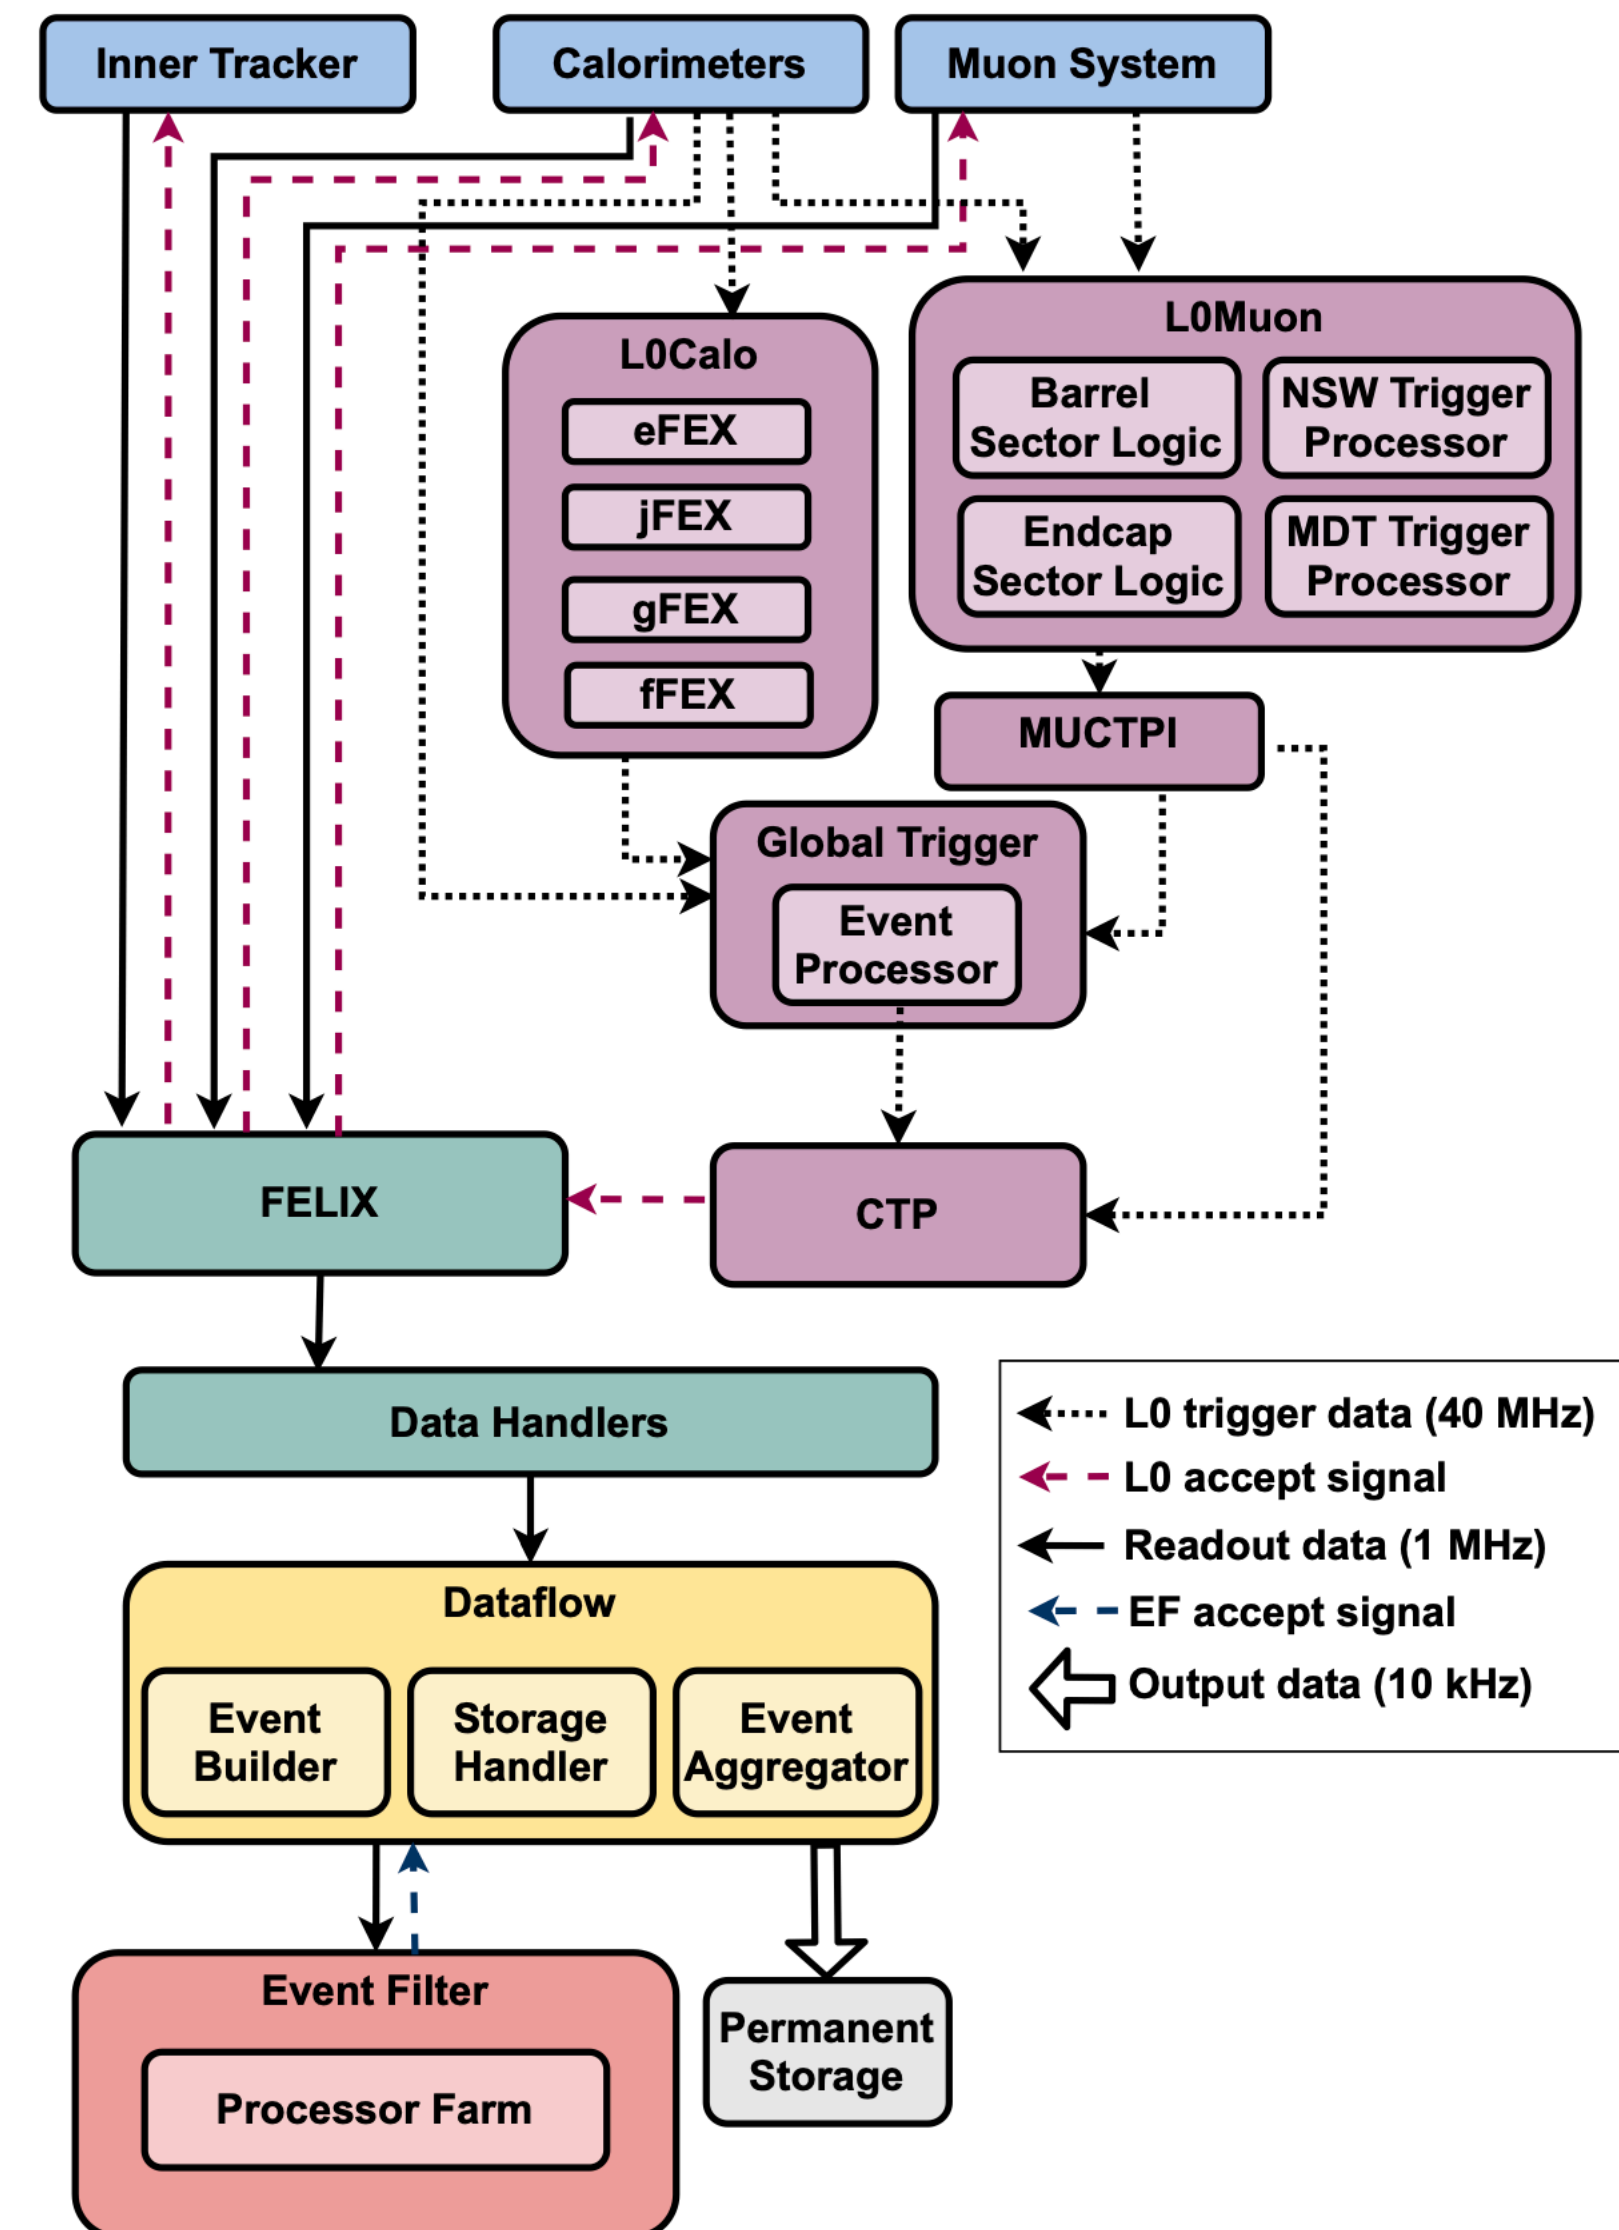 Inner Tracker
Calorimeters
Muon System
L0Calo
eFEX
jFEX
gFEX
fFEX
L0Muon
Barrel
Sector Logic
NSW Trigger
Processor
Endcap
Sector Logic
MDT Trigger
Processor
MUCTPI
Global Trigger
Event
Processor
FELIX
CTP
Data Handlers
L0 trigger data (40 MHz)
L0 accept signal
Readout data (1 MHz)
EF accept signal
Output data (10 kHz)
Dataflow
Event
Builder
Storage
Handler
Event
Aggregator
Event Filter
Processor Farm
Permanent
Storage